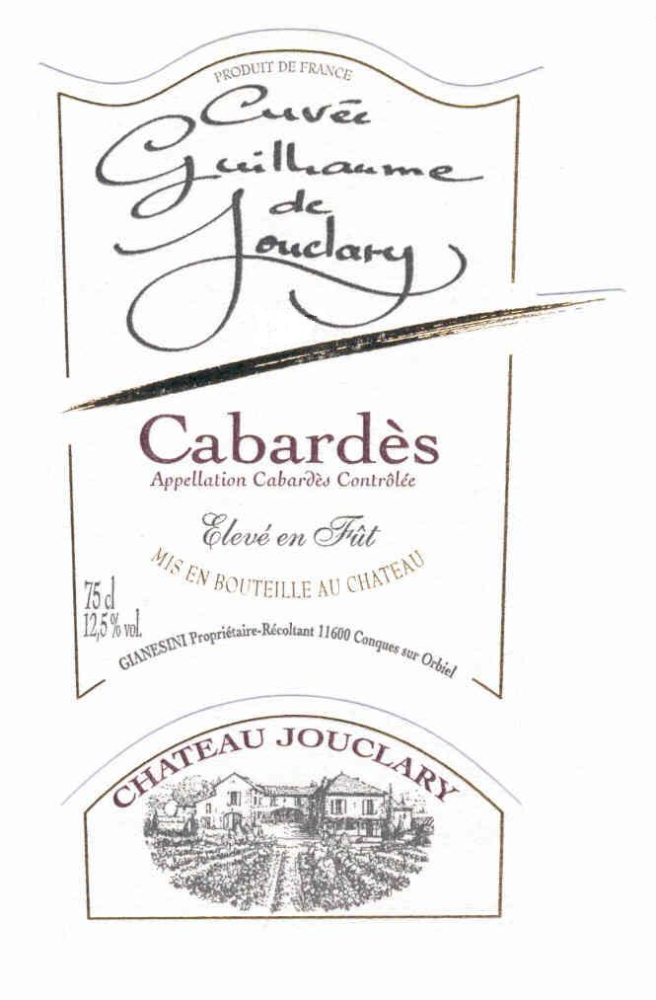 PRODUIT DE FRANCE
Cuvée
Guilhaume
de
Jouclary
Cabardès
Appellation Cabardès Contrôlée
Elevé en Fût
MIS EN BOUTEILLE AU CHATEAU
75 cl
12,5 % vol.
GIANESINI Propriétaire-Récoltant 11600 Conques sur Orbiel
CHATEAU JOUCLARY